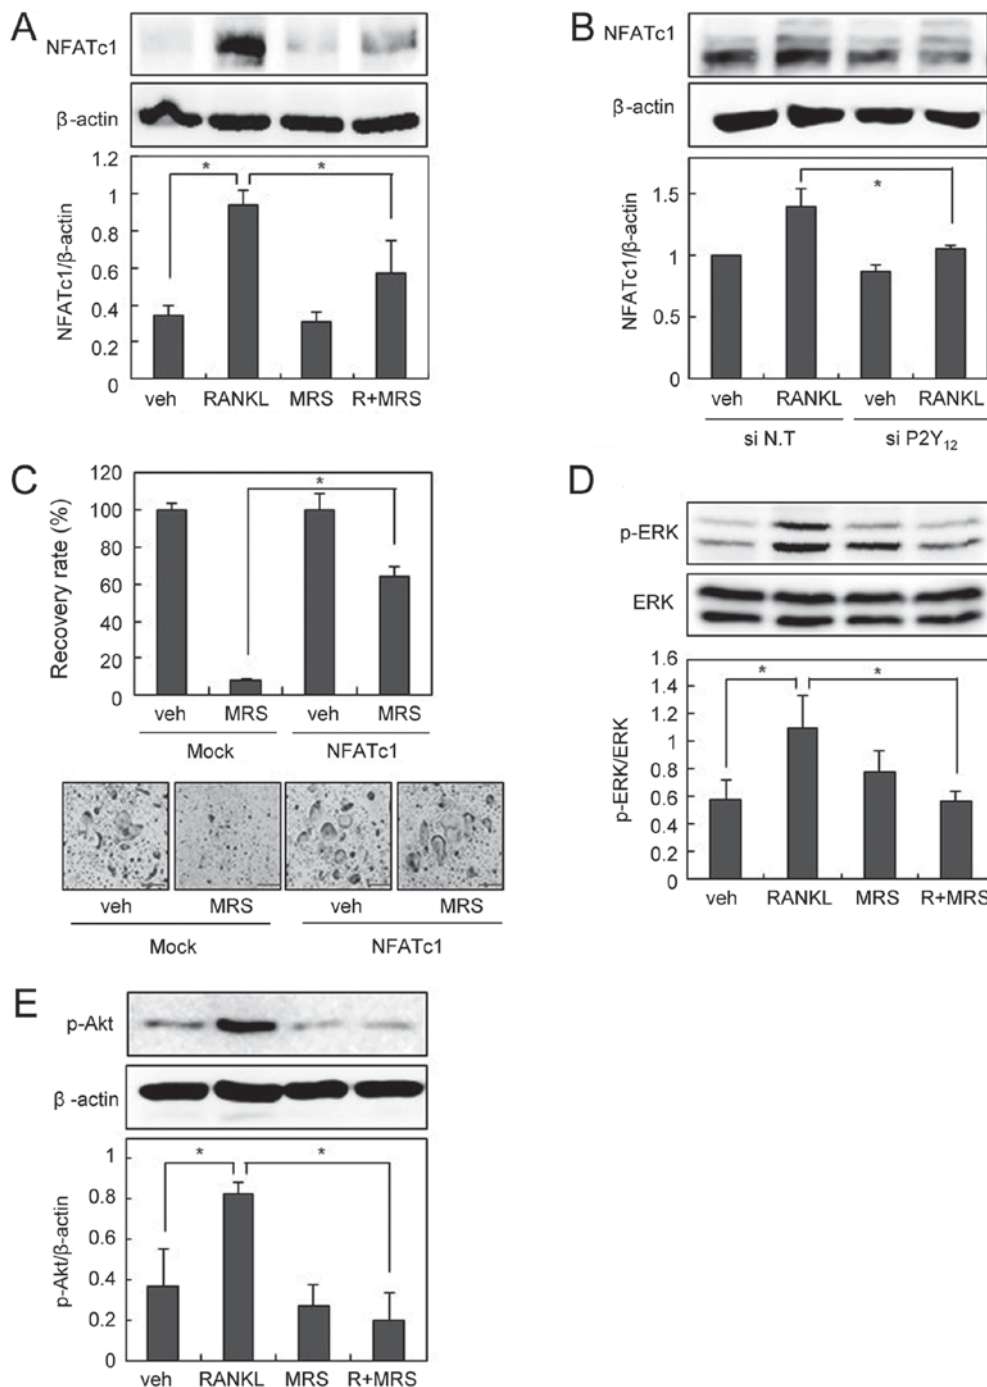 A
NFATc1
β-actin
NFATc1/β-actin
1.2
1
0.8
0.6
0.4
0.2
0
*
*
veh RANKL MRS R+MRS
B
NFATc1
β-actin
NFATc1/β-actin
1.5
1
0.5
0
*
veh RANKL veh RANKL
si N.T si P2Y₁₂
C
Recovery rate (%)
120
100
80
60
40
20
0
*
veh MRS veh MRS
Mock NFATc1
veh MRS veh MRS
Mock NFATc1
D
p-ERK
ERK
p-ERK/ERK
1.6
1.4
1.2
1
0.8
0.6
0.4
0.2
0
*
*
veh RANKL MRS R+MRS
E
p-Akt
β-actin
p-Akt/β-actin
1
0.8
0.6
0.4
0.2
0
*
*
veh RANKL MRS R+MRS